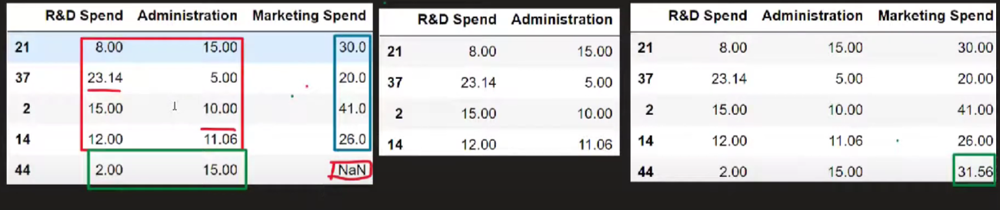 R&D Spend Administration Marketing Spend
21 8.00 15.00 30.0
37 23.14 5.00 20.0
2 15.00 10.00 41.0
14 12.00 11.06 26.0
44 2.00 15.00 NaN
R&D Spend Administration
21 8.00 15.00
37 23.14 5.00
2 15.00 10.00
14 12.00 11.06
R&D Spend Administration Marketing Spend
21 8.00 15.00 30.00
37 23.14 5.00 20.00
2 15.00 10.00 41.00
14 12.00 11.06 26.00
44 2.00 15.00 31.56